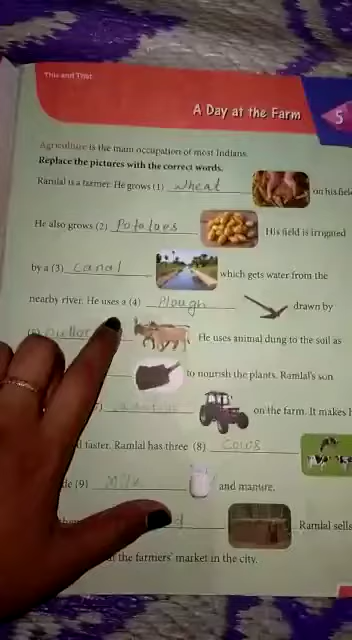 This and That
A Day at the Farm
5
Agriculture is the main occupation of most Indians.
Replace the pictures with the correct words.
Ramlal is a farmer. He grows (1) wheat on his
He also grows (2) Potatoes His field is irrigated
by a (3) canal which gets water from the
nearby river. He uses a (4) Plough drawn by
He uses animal dung to the soil as
to nourish the plants. Ramlal's son
on the farm. It makes
faster. Ramlal has three (8) cows
(9) Milk and manure.
Ramlal sells
the farmers' market in the city.